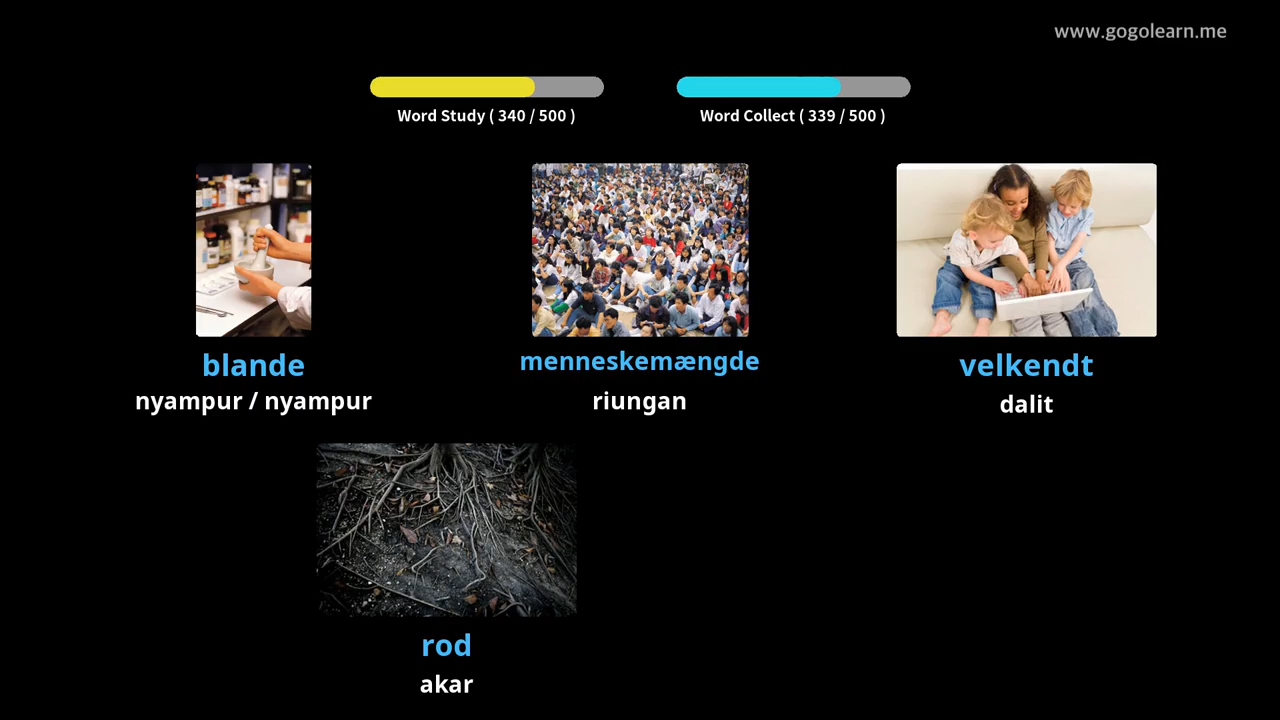 www.gogolearn.me
Word Study ( 340 / 500 )
Word Collect ( 339 / 500 )
blande
nyampur / nyampur
menneskemængde
riungan
velkendt
dalit
rod
akar